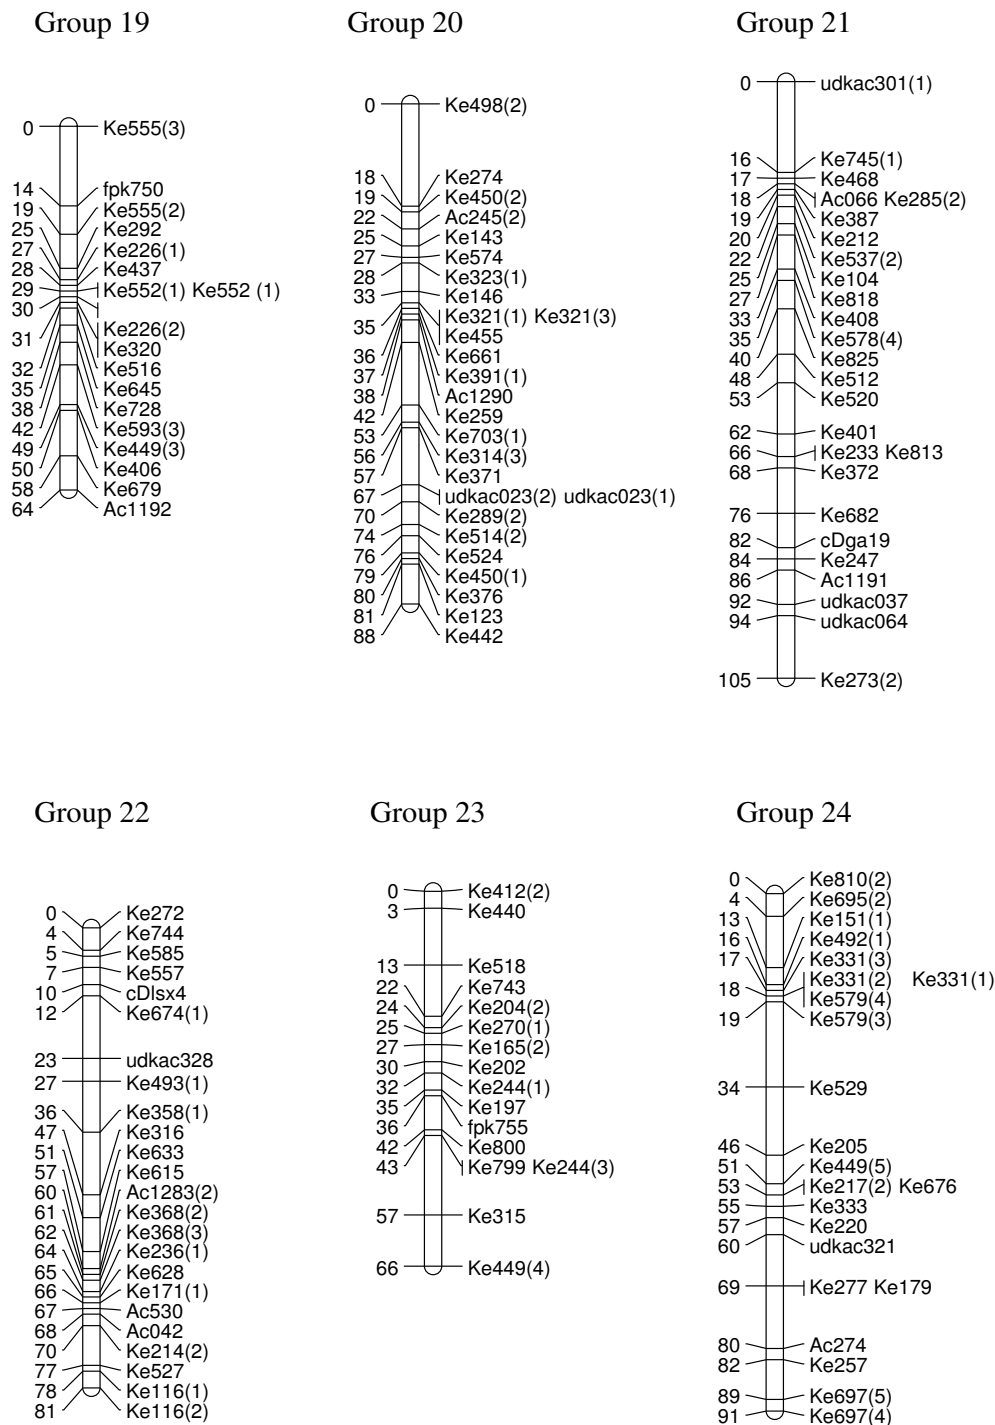 Group 19
0 Ke555(3)
14 fpk750
19 Ke555(2)
25 Ke292
27 Ke226(1)
28 Ke437
29 Ke552(1) Ke552 (1)
30
Ke226(2)
31
Ke320
32 Ke516
35 Ke645
38 Ke728
42 Ke593(3)
49 Ke449(3)
50 Ke406
58 Ke679
64 Ac1192
Group 20
0 Ke498(2)
18 Ke274
19 Ke450(2)
22 Ac245(2)
25 Ke143
27 Ke574
28 Ke323(1)
33 Ke146
Ke321(1) Ke321(3)
35
Ke455
36 Ke661
37 Ke391(1)
38 Ac1290
42 Ke259
53 Ke703(1)
56 Ke314(3)
57 Ke371
67 udkac023(2) udkac023(1)
70 Ke289(2)
74 Ke514(2)
76 Ke524
79 Ke450(1)
80 Ke376
81 Ke123
88 Ke442
Group 21
0 udkac301(1)
16 Ke745(1)
17 Ke468
18 Ac066 Ke285(2)
19 Ke387
20 Ke212
22 Ke537(2)
25 Ke104
27 Ke818
33 Ke408
35 Ke578(4)
40 Ke825
48 Ke512
53 Ke520
62 Ke401
66 Ke233 Ke813
68 Ke372
76 Ke682
82 cDga19
84 Ke247
86 Ac1191
92 udkac037
94 udkac064
105 Ke273(2)
Group 22
0 Ke272
4 Ke744
5 Ke585
7 Ke557
10 cDlsx4
12 Ke674(1)
23 udkac328
27 Ke493(1)
36 Ke358(1)
47 Ke316
51 Ke633
57 Ke615
60 Ac1283(2)
61 Ke368(2)
62 Ke368(3)
64 Ke236(1)
65 Ke628
66 Ke171(1)
67 Ac530
68 Ac042
70 Ke214(2)
77 Ke527
78 Ke116(1)
81 Ke116(2)
Group 23
0 Ke412(2)
3 Ke440
13 Ke518
22 Ke743
24 Ke204(2)
25 Ke270(1)
27 Ke165(2)
30 Ke202
32 Ke244(1)
35 Ke197
36 fpk755
42 Ke800
43 Ke799 Ke244(3)
57 Ke315
66 Ke449(4)
Group 24
0 Ke810(2)
4 Ke695(2)
13 Ke151(1)
16 Ke492(1)
17 Ke331(3)
Ke331(2) Ke331(1)
18
Ke579(4)
19 Ke579(3)
34 Ke529
46 Ke205
51 Ke449(5)
53 Ke217(2) Ke676
55 Ke333
57 Ke220
60 udkac321
69 Ke277 Ke179
80 Ac274
82 Ke257
89 Ke697(5)
91 Ke697(4)